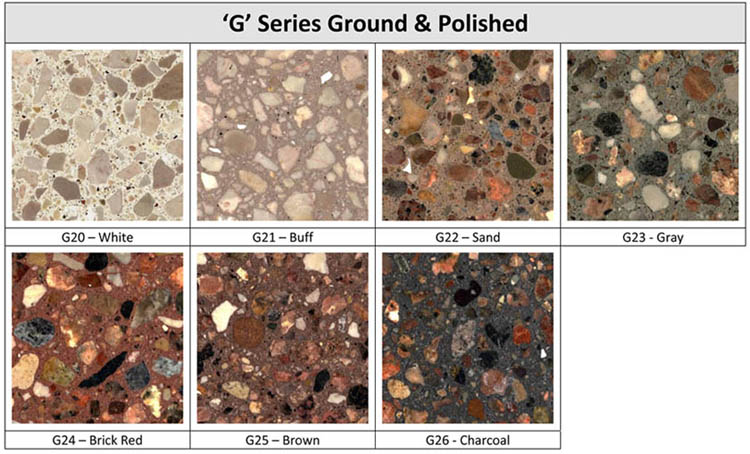 ‘G’ Series Ground & Polished
G20 – White
G21 – Buff
G22 – Sand
G23 - Gray
G24 – Brick Red
G25 – Brown
G26 - Charcoal